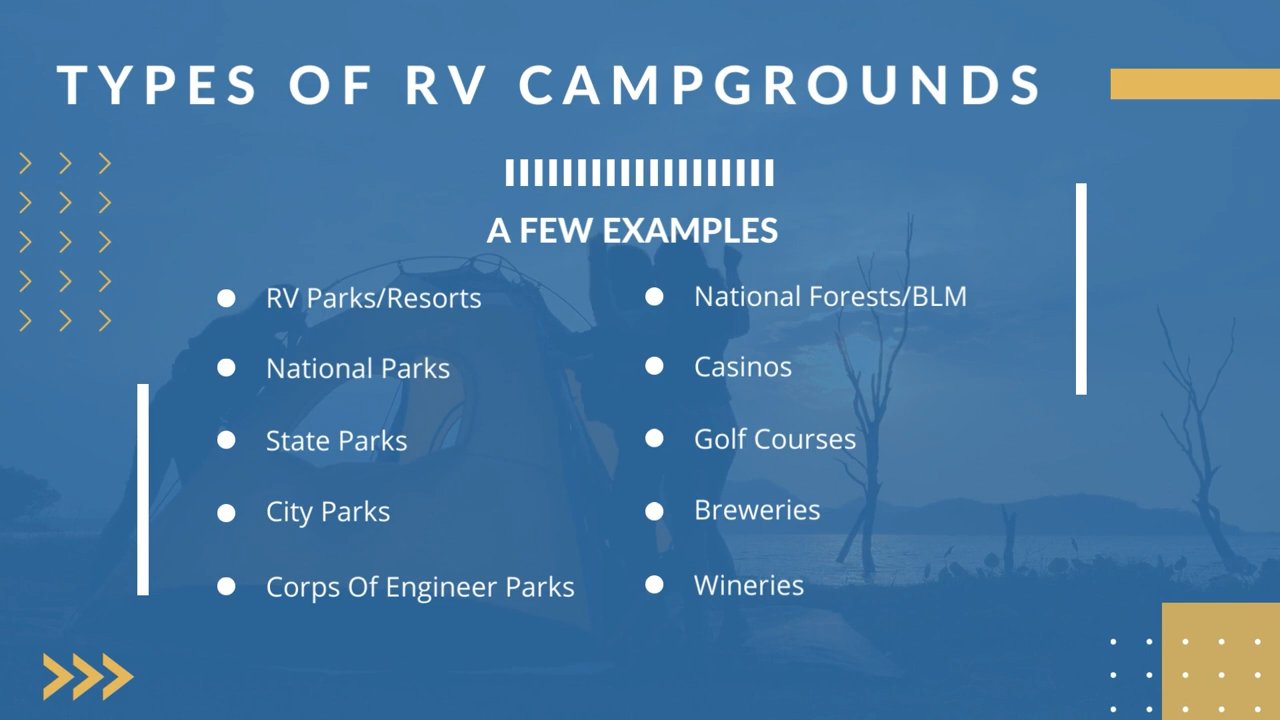 TYPES OF RV CAMPGROUNDS
A FEW EXAMPLES
RV Parks/Resorts
National Parks
State Parks
City Parks
Corps Of Engineer Parks
National Forests/BLM
Casinos
Golf Courses
Breweries
Wineries